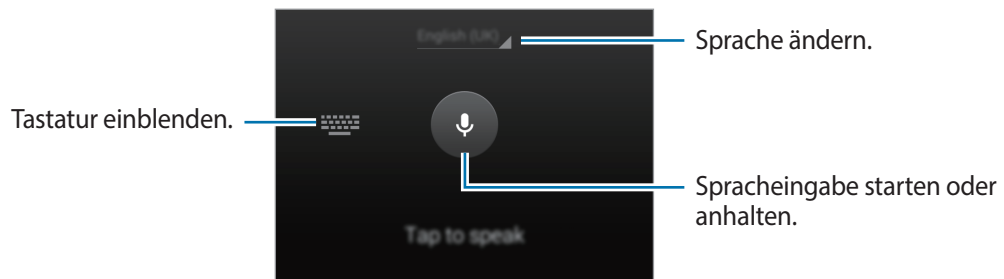 English (UK)
Sprache ändern.
Tastatur einblenden.
Spracheingabe starten oder
anhalten.
Tap to speak